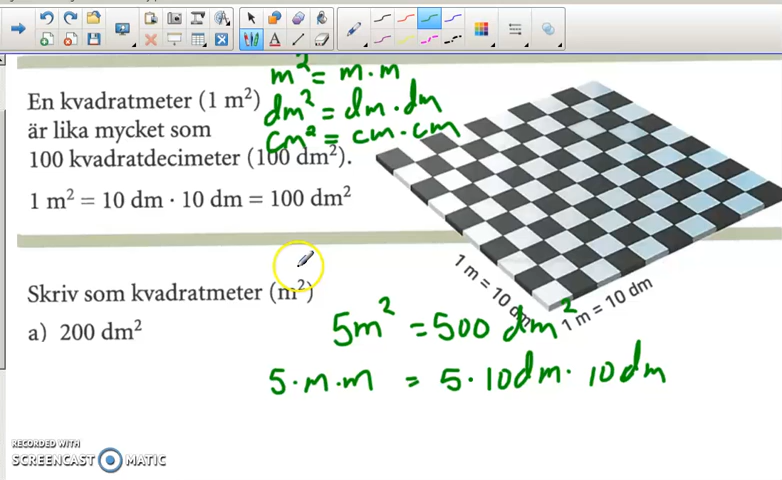 m² = m · m
En kvadratmeter (1 m²)
dm² = dm · dm
är lika mycket som
cm² = cm · cm
100 kvadratdecimeter (100 dm²).
1 m² = 10 dm · 10 dm = 100 dm²
1 m = 10 dm
1 m = 10 dm
Skriv som kvadratmeter (m²)
5m² = 500 dm²
a) 200 dm²
5 · m · m = 5 · 10dm · 10dm
RECORDED WITH
SCREENCAST MATIC